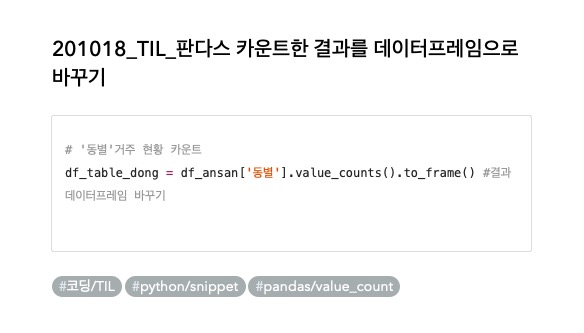 201018_TIL_판다스 카운트한 결과를 데이터프레임으로
바꾸기
# '동별'거주 현황 카운트
df_table_dong = df_ansan['동별'].value_counts().to_frame() #결과
데이터프레임 바꾸기
#코딩/TIL #python/snippet #pandas/value_count